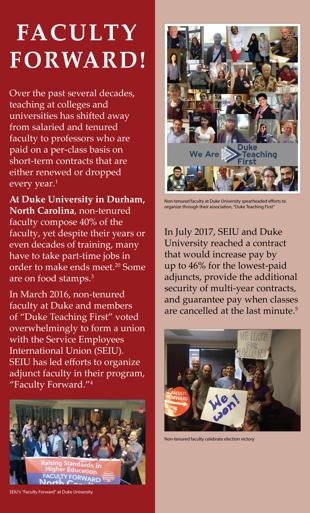 FACULTY
FORWARD!
Over the past several decades,
teaching at colleges and
universities has shifted away
from salaried and tenured
faculty to professors who are
paid on a per-class basis on
short-term contracts that are
either renewed or dropped
every year.¹
At Duke University in Durham,
North Carolina, non-tenured
faculty compose 40% of the
faculty, yet despite their years or
even decades of training, many
have to take part-time jobs in
order to make ends meet.²⁰ Some
are on food stamps.³
In March 2016, non-tenured
faculty at Duke and members
of “Duke Teaching First” voted
overwhelmingly to form a union
with the Service Employees
International Union (SEIU).
SEIU has led efforts to organize
adjunct faculty in their program,
“Faculty Forward.”⁴
Raising Standards in
Higher Education
FACULTY FORWARD
North
SEIU's "Faculty Forward" at Duke University
We Are
Duke
Teaching
First
Non-tenured faculty at Duke University spearheaded efforts to
organize through their association, "Duke Teaching First"
In July 2017, SEIU and Duke
University reached a contract
that would increase pay by
up to 46% for the lowest-paid
adjuncts, provide the additional
security of multi-year contracts,
and guarantee pay when classes
are cancelled at the last minute.⁵
FACULTY
FORWARD
We
won!
Non-tenured faculty celebrate election victory